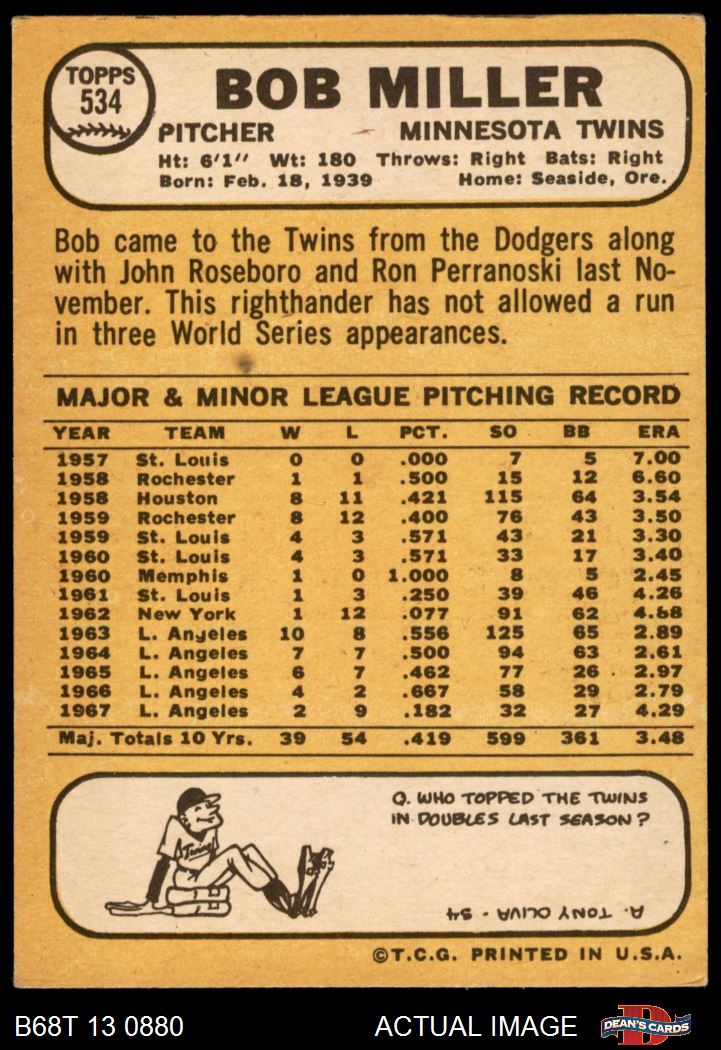 TOPPS
534
BOB MILLER
PITCHER MINNESOTA TWINS
Ht: 6'1" Wt: 180 Throws: Right Bats: Right
Born: Feb. 18, 1939 Home: Seaside, Ore.
Bob came to the Twins from the Dodgers along
with John Roseboro and Ron Perranoski last No-
vember. This righthander has not allowed a run
in three World Series appearances.
MAJOR & MINOR LEAGUE PITCHING RECORD
YEAR TEAM W L PCT. SO BB ERA
1957 St. Louis 0 0 .000 7 5 7.00
1958 Rochester 1 1 .500 15 12 6.60
1958 Houston 8 11 .421 115 64 3.54
1959 Rochester 8 12 .400 76 43 3.50
1959 St. Louis 4 3 .571 43 21 3.30
1960 St. Louis 4 3 .571 33 17 3.40
1960 Memphis 1 0 1.000 8 5 2.45
1961 St. Louis 1 3 .250 39 46 4.26
1962 New York 1 12 .077 91 62 4.88
1963 L. Angeles 10 8 .556 125 65 2.89
1964 L. Angeles 7 7 .500 94 63 2.61
1965 L. Angeles 6 7 .462 77 26 2.97
1966 L. Angeles 4 2 .667 58 29 2.79
1967 L. Angeles 2 9 .182 32 27 4.29
Maj. Totals 10 Yrs. 39 54 .419 599 361 3.48
Twins
Q. WHO TOPPED THE TWINS
IN DOUBLES LAST SEASON?
A. TONY OLIVA - 34
©T.C.G. PRINTED IN U.S.A.
B68T 13 0880 ACTUAL IMAGE
D
DEAN'S CARDS